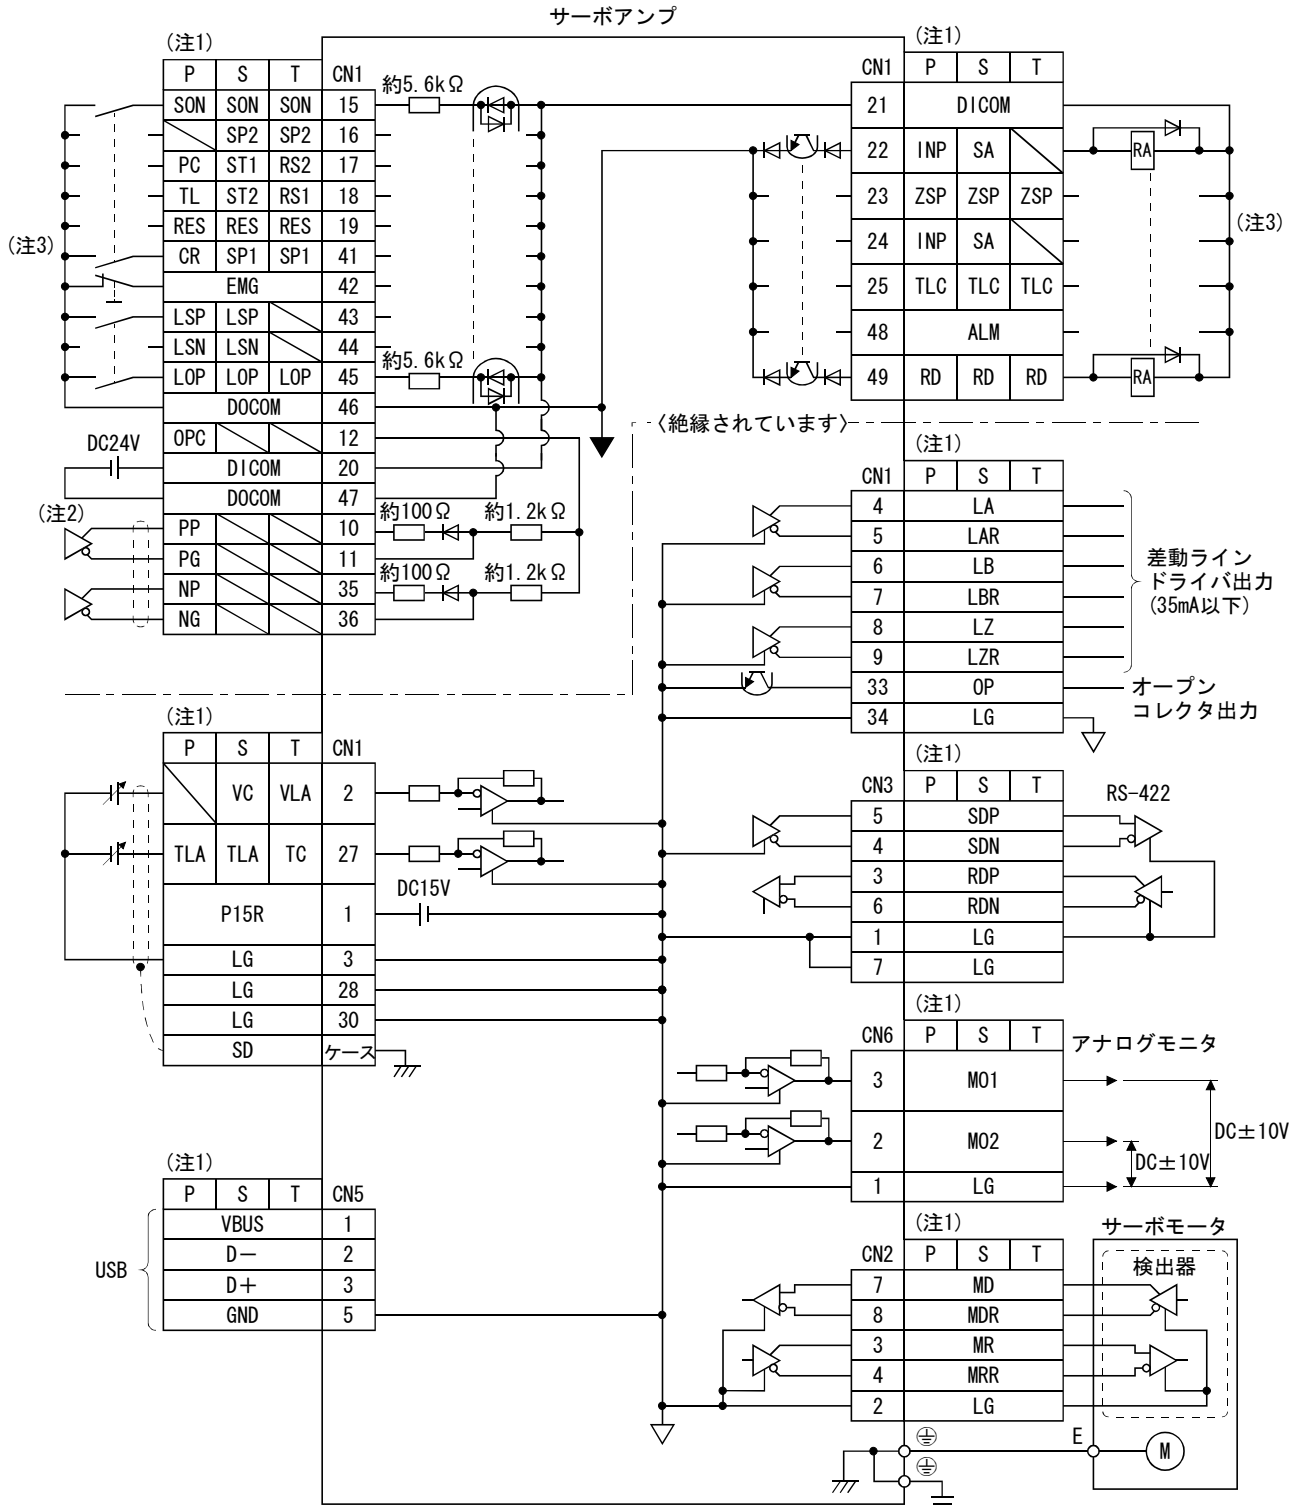 サーボアンプ
(注1)
P S T CN1
SON SON SON 15
SP2 SP2 16
PC ST1 RS2 17
TL ST2 RS1 18
RES RES RES 19
CR SP1 SP1 41
EMG 42
LSP LSP 43
LSN LSN 44
LOP LOP LOP 45
DOCOM 46
OPC 12
DICOM 20
DOCOM 47
PP 10
PG 11
NP 35
NG 36
(注3)
DC24V
(注2)
約5.6kΩ
約5.6kΩ
約100Ω 約1.2kΩ
約100Ω 約1.2kΩ
(注1)
CN1 P S T
21 DICOM
22 INP SA
23 ZSP ZSP ZSP
24 INP SA
25 TLC TLC TLC
48 ALM
49 RD RD RD
RA
RA
(注3)
〈絶縁されています〉
(注1)
CN1 P S T
4 LA
5 LAR
6 LB
7 LBR
8 LZ
9 LZR
33 OP
34 LG
差動ライン
ドライバ出力
(35mA以下)
オープン
コレクタ出力
(注1)
P S T CN1
VC VLA 2
TLA TLA TC 27
P15R 1
LG 3
LG 28
LG 30
SD ケース
DC15V
(注1)
CN3 P S T
5 SDP
4 SDN
3 RDP
6 RDN
1 LG
7 LG
RS-422
(注1)
CN6 P S T
3 MO1
2 MO2
1 LG
アナログモニタ
DC±10V
DC±10V
(注1)
P S T CN5
VBUS 1
D− 2
D+ 3
GND 5
USB
(注1)
CN2 P S T
7 MD
8 MDR
3 MR
4 MRR
2 LG
サーボモータ
検出器
E
M